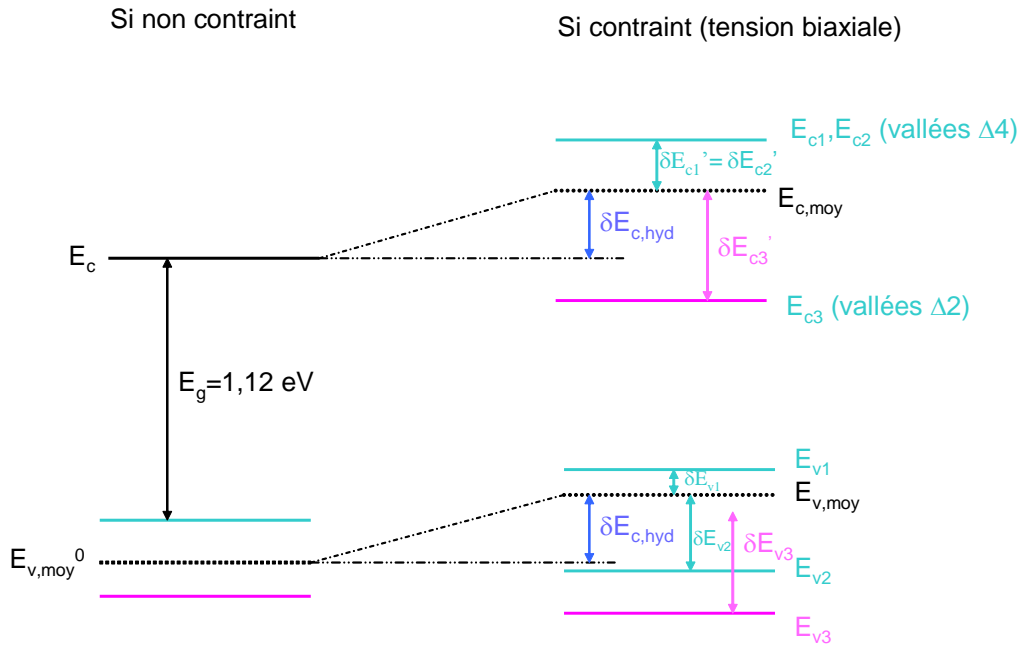 Si non contraint
Si contraint (tension biaxiale)
E_c1,E_c2 (vallées Δ4)
δE_c1'= δE_c2'
E_c,moy
δE_c,hyd
δE_c3'
E_c
E_c3 (vallées Δ2)
E_g=1,12 eV
E_v1
δE_v1
E_v,moy
δE_c,hyd
δE_v2
δE_v3
E_v,moy^0
E_v2
E_v3